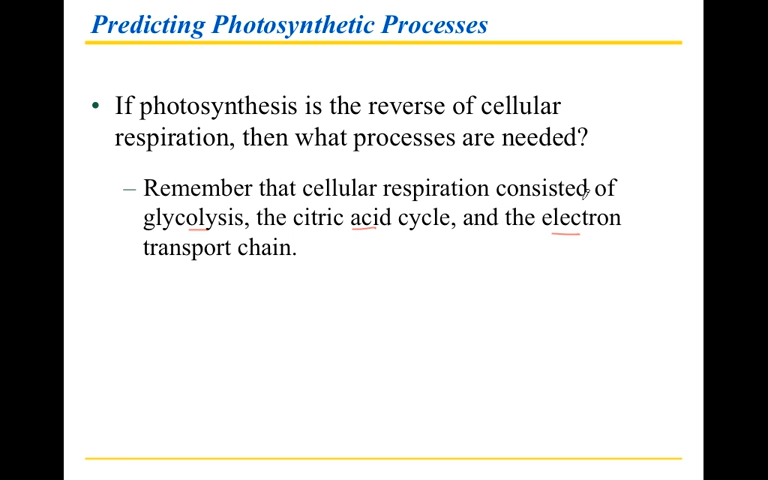 Predicting Photosynthetic Processes
• If photosynthesis is the reverse of cellular
respiration, then what processes are needed?
– Remember that cellular respiration consisted of
glycolysis, the citric acid cycle, and the electron
transport chain.